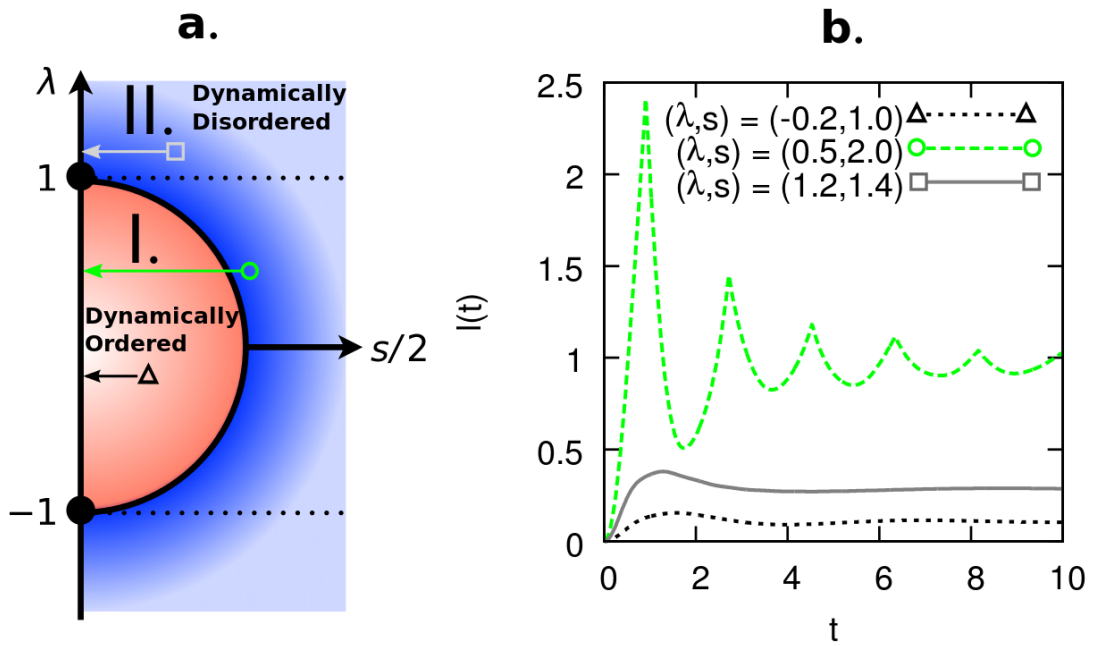 a.
λ
II.
Dynamically
Disordered
1
I.
Dynamically
Ordered
s/2
−1
b.
2.5
2
1.5
1
0.5
0
l(t)
(λ,s) = (-0.2,1.0)
(λ,s) = (0.5,2.0)
(λ,s) = (1.2,1.4)
0 2 4 6 8 10
t